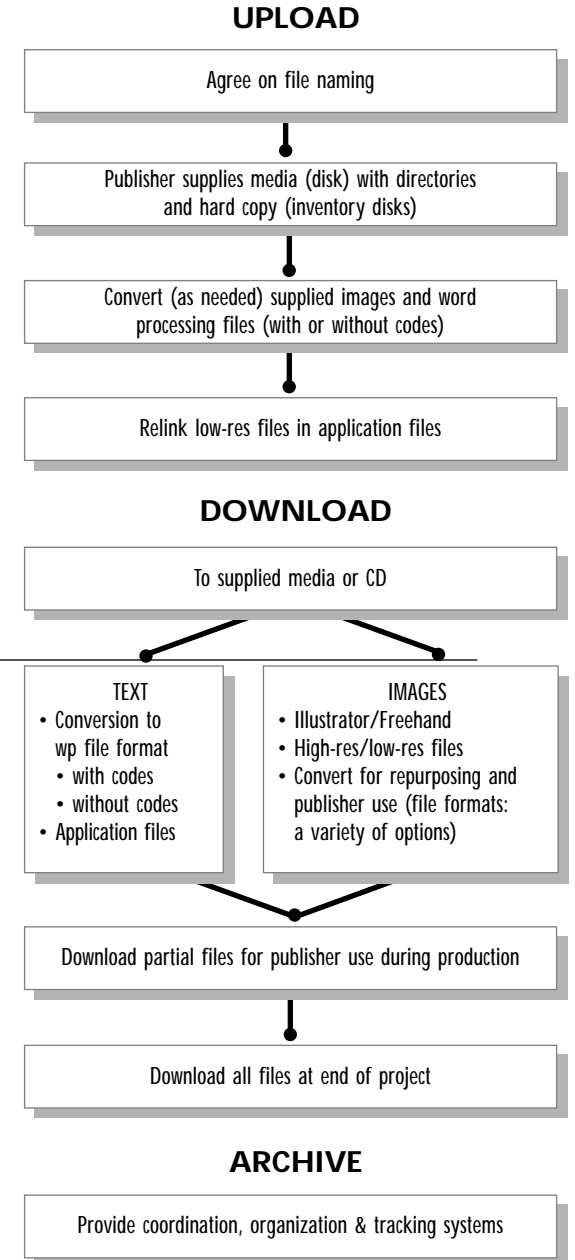 UPLOAD
Agree on file naming
Publisher supplies media (disk) with directories
and hard copy (inventory disks)
Convert (as needed) supplied images and word
processing files (with or without codes)
Relink low-res files in application files
DOWNLOAD
To supplied media or CD
TEXT
• Conversion to
wp file format
• with codes
• without codes
• Application files
IMAGES
• Illustrator/Freehand
• High-res/low-res files
• Convert for repurposing and
publisher use (file formats:
a variety of options)
Download partial files for publisher use during production
Download all files at end of project
ARCHIVE
Provide coordination, organization & tracking systems